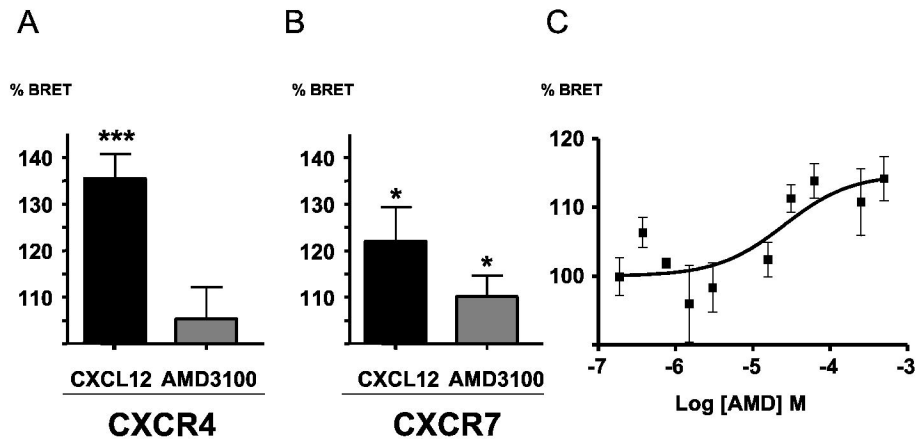 A
% BRET
***
140
130
120
110
CXCL12 AMD3100
CXCR4
B
% BRET
140
130
120
110
*
*
CXCL12 AMD3100
CXCR7
C
% BRET
120
110
100
-7 -6 -5 -4 -3
Log [AMD] M